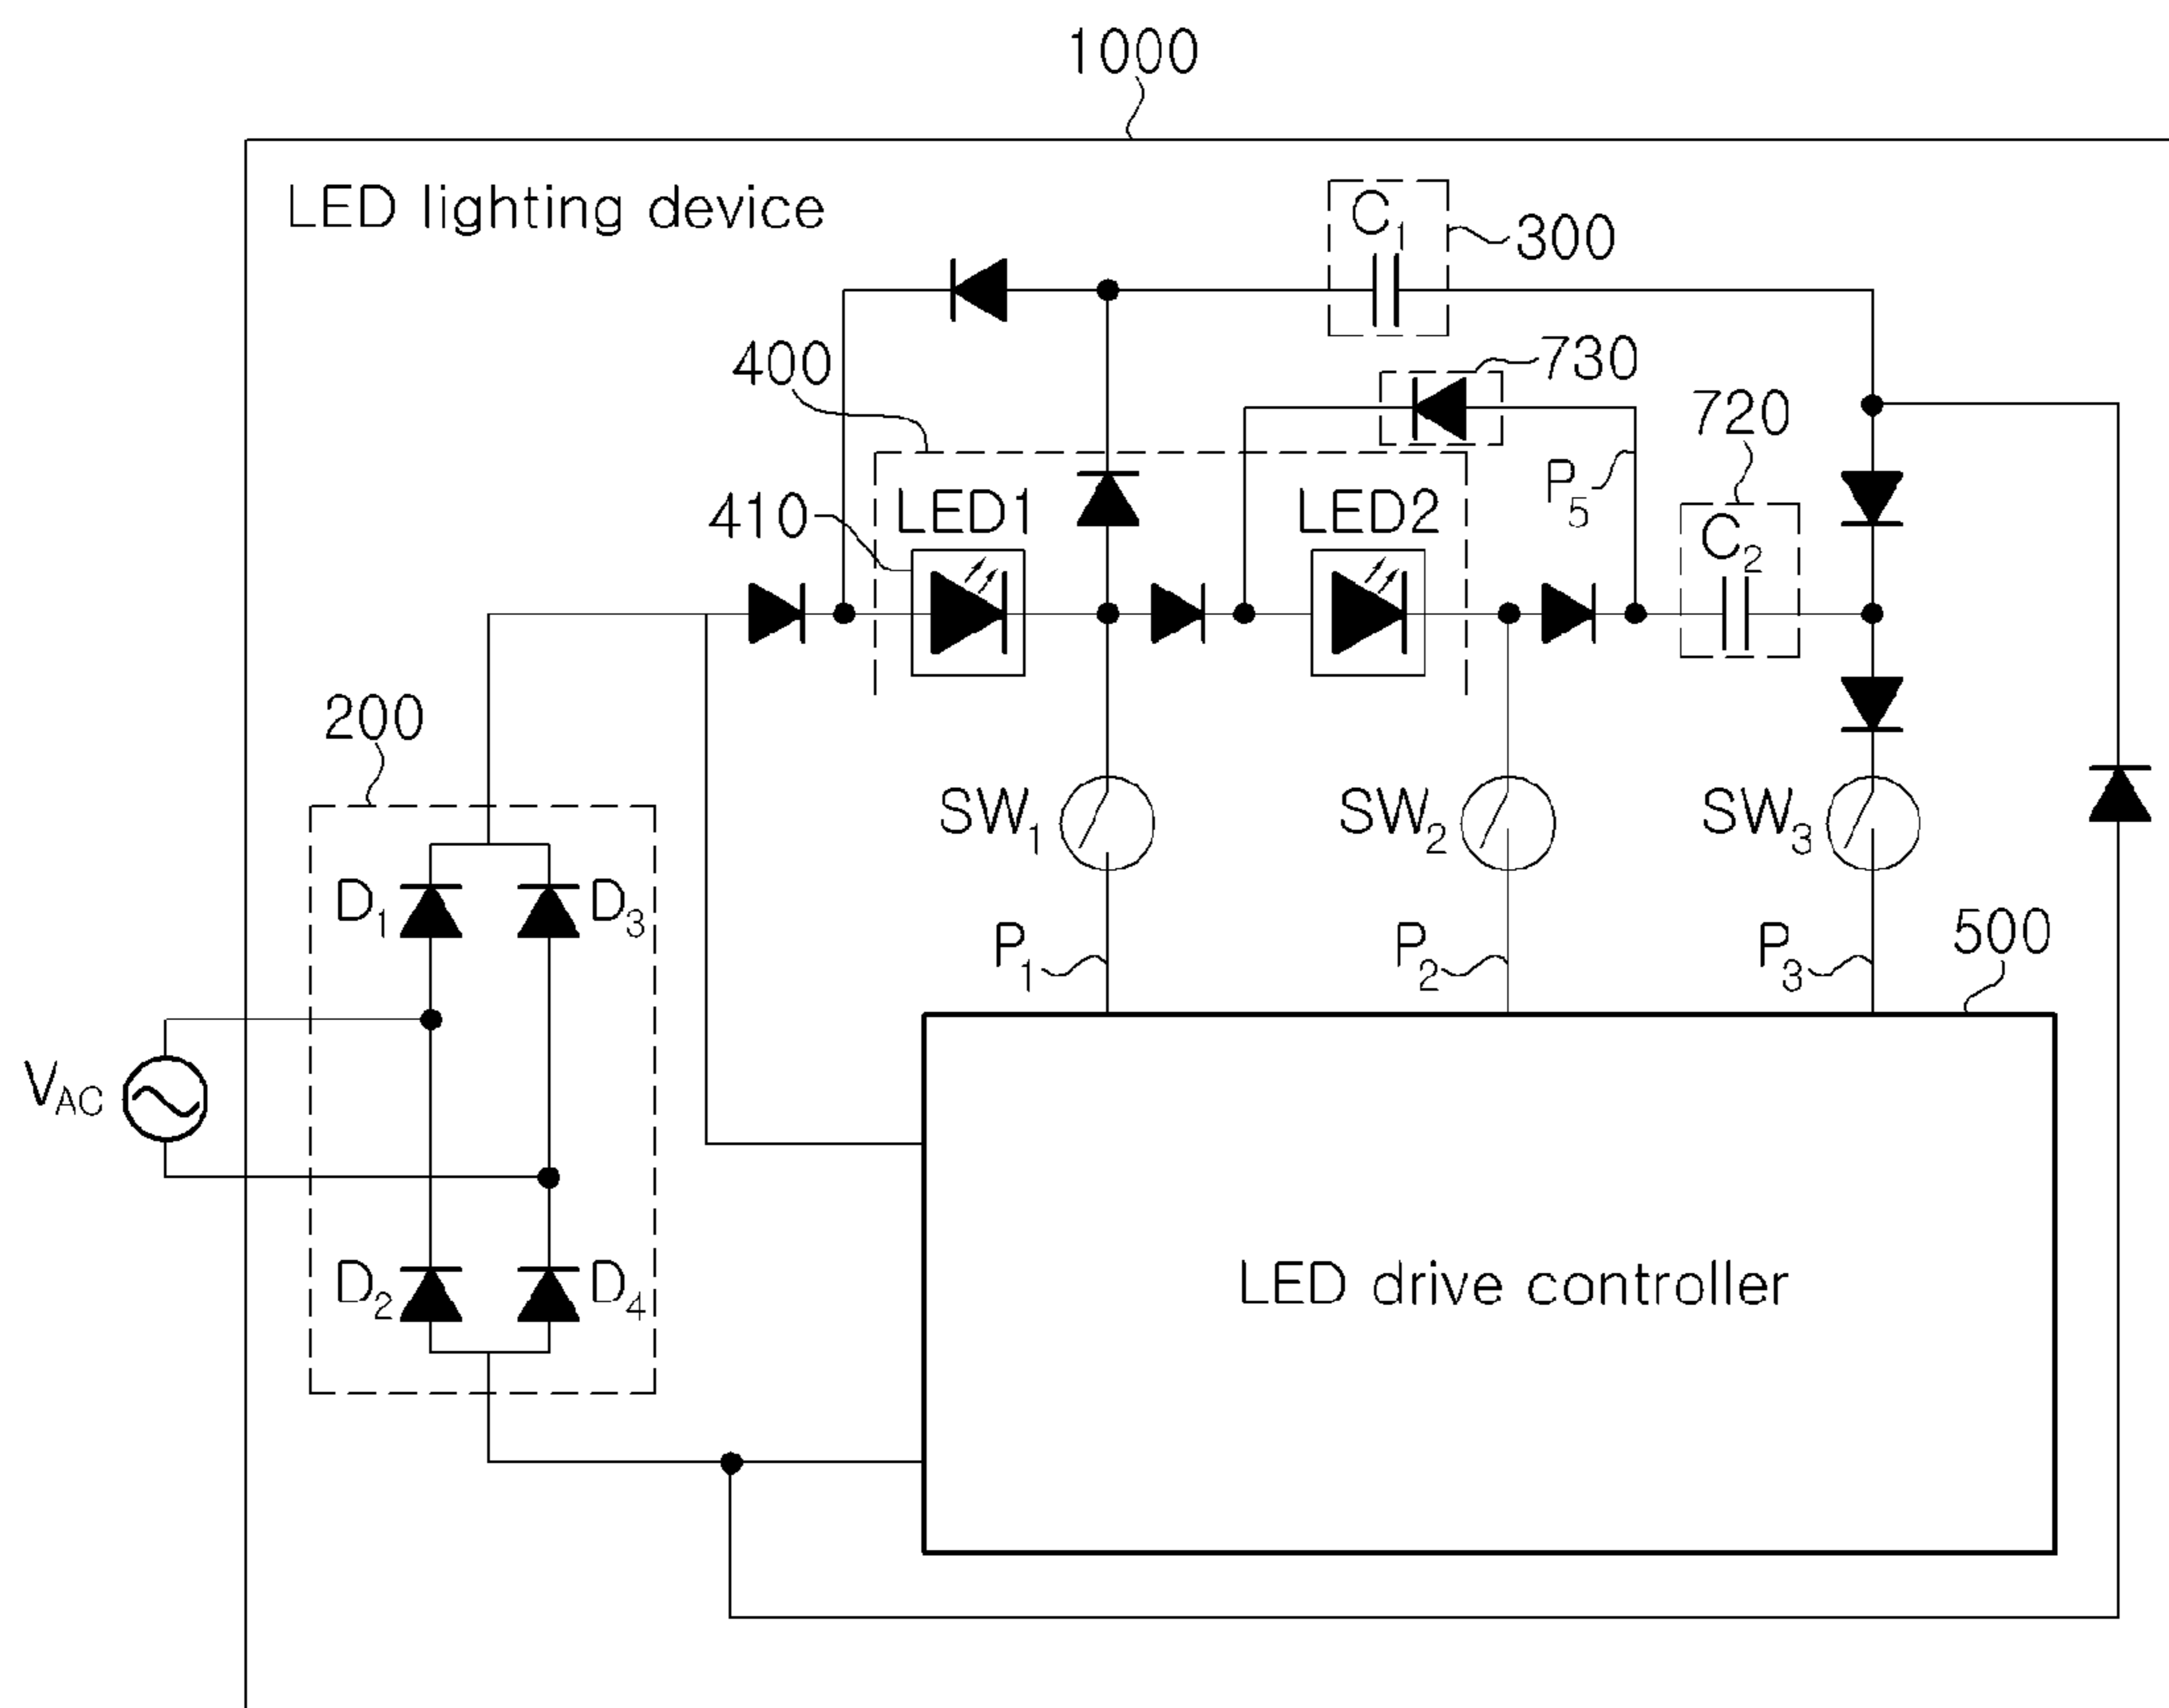 1000
LED lighting device
C1
300
400
730
720
410
LED1
LED2
P5
C2
200
SW1
SW2
SW3
D1
D3
P1
P2
P3
500
VAC
D2
D4
LED drive controller